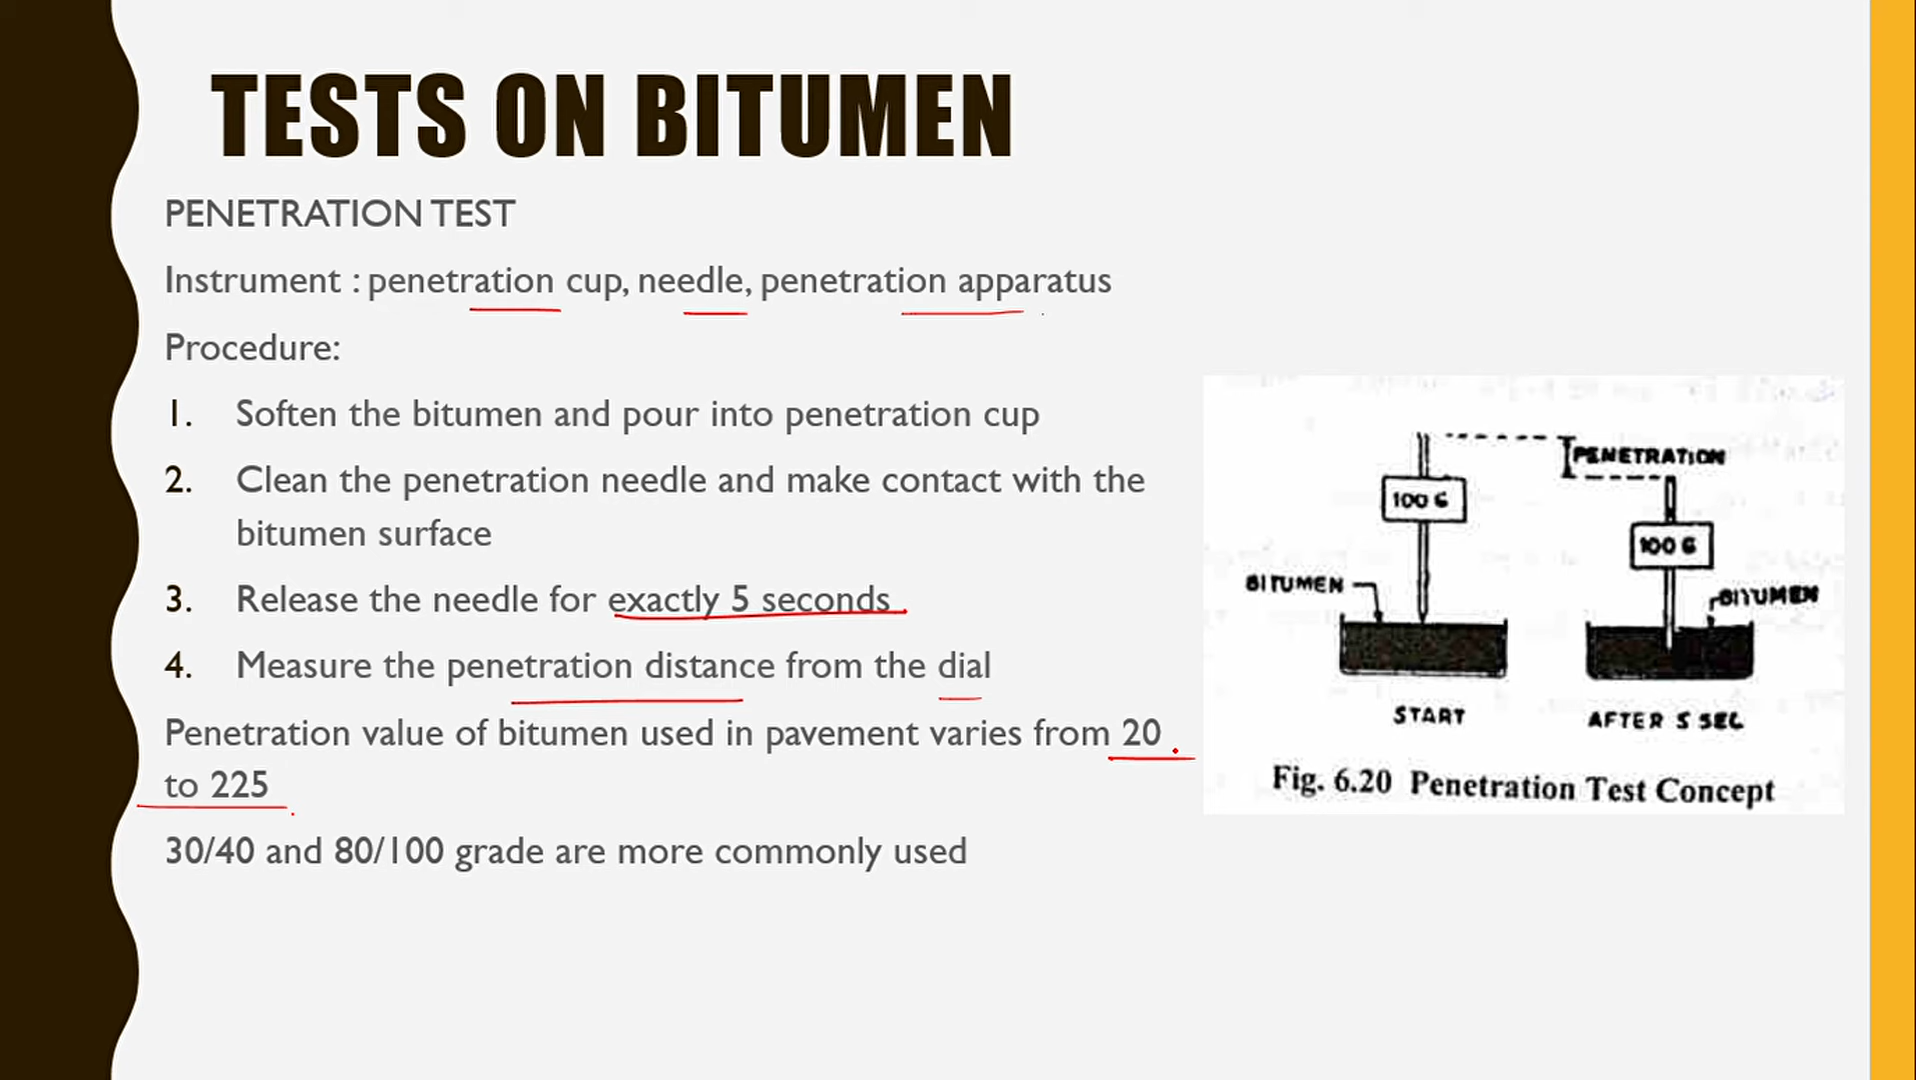 TESTS ON BITUMEN
PENETRATION TEST
Instrument : penetration cup, needle, penetration apparatus
Procedure:
1. Soften the bitumen and pour into penetration cup
2. Clean the penetration needle and make contact with the
bitumen surface
3. Release the needle for exactly 5 seconds
4. Measure the penetration distance from the dial
Penetration value of bitumen used in pavement varies from 20
to 225
30/40 and 80/100 grade are more commonly used
PENETRATION
100 G
100 G
BITUMEN
BITUMEN
START
AFTER 5 SEC
Fig. 6.20 Penetration Test Concept